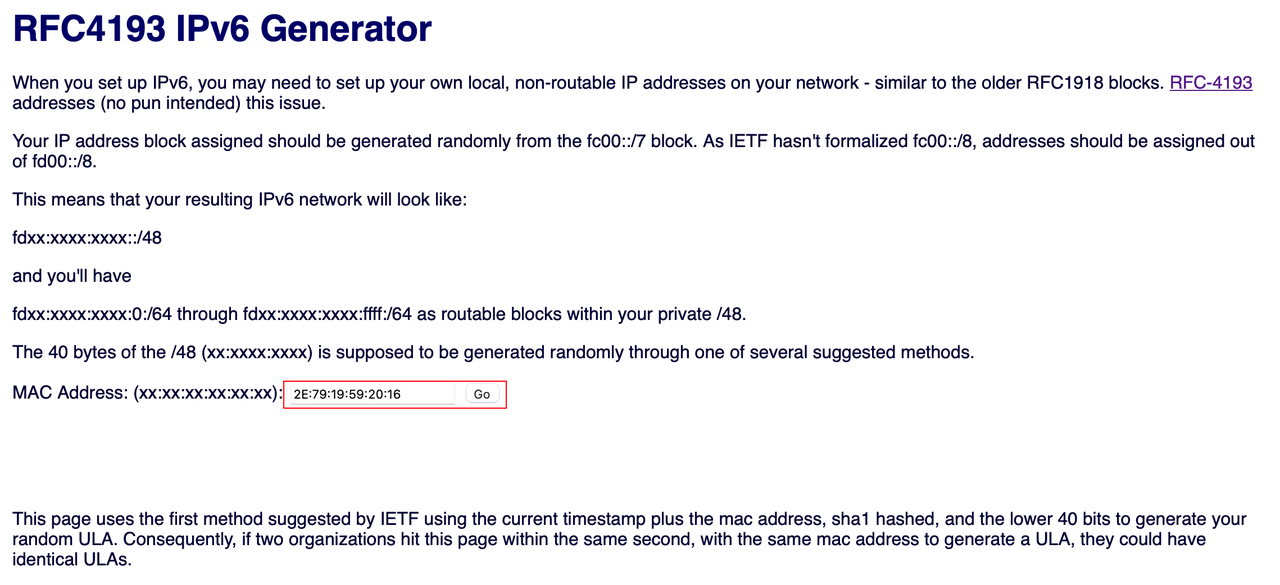 RFC4193 IPv6 Generator
When you set up IPv6, you may need to set up your own local, non-routable IP addresses on your network - similar to the older RFC1918 blocks. RFC-4193
addresses (no pun intended) this issue.
Your IP address block assigned should be generated randomly from the fc00::/7 block. As IETF hasn't formalized fc00::/8, addresses should be assigned out
of fd00::/8.
This means that your resulting IPv6 network will look like:
fdxx:xxxx:xxxx::/48
and you'll have
fdxx:xxxx:xxxx:0:/64 through fdxx:xxxx:xxxx:ffff:/64 as routable blocks within your private /48.
The 40 bytes of the /48 (xx:xxxx:xxxx) is supposed to be generated randomly through one of several suggested methods.
MAC Address: (xx:xx:xx:xx:xx:xx): 2E:79:19:59:20:16 Go
This page uses the first method suggested by IETF using the current timestamp plus the mac address, sha1 hashed, and the lower 40 bits to generate your
random ULA. Consequently, if two organizations hit this page within the same second, with the same mac address to generate a ULA, they could have
identical ULAs.